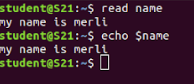 student@S21:~$ read name
my name is merli
student@S21:~$ echo $name
my name is merli
student@S21:~$